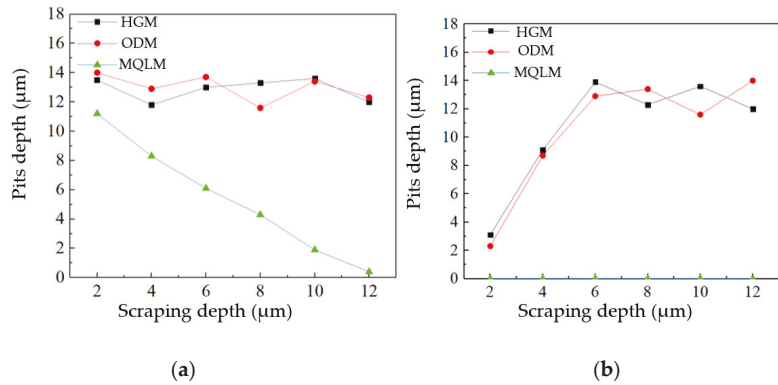 18
16
14
12
10
8
6
4
2
0
Pits depth (μm)
HGM
ODM
MQLM
2 4 6 8 10 12
Scraping depth (μm)
(a)
18
16
14
12
10
8
6
4
2
0
Pits depth (μm)
HGM
ODM
MQLM
2 4 6 8 10 12
Scraping depth (μm)
(b)